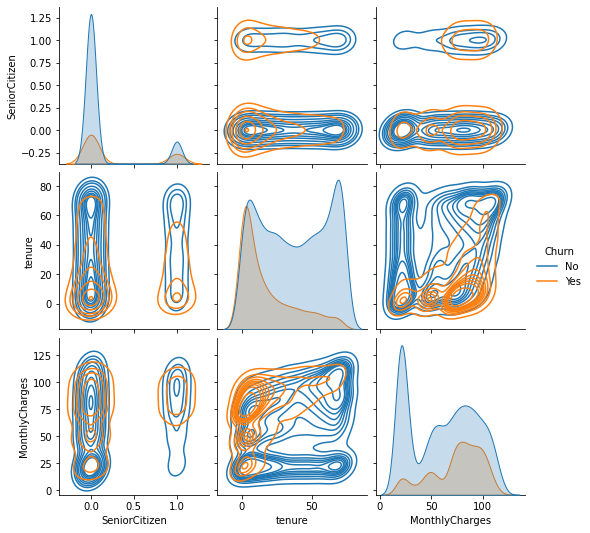 1.25
1.00
0.75
0.50
0.25
0.00
−0.25
SeniorCitizen
80
60
40
20
0
tenure
Churn
No
Yes
125
100
75
50
25
0
MonthlyCharges
0.0 0.5 1.0
SeniorCitizen
0 50
tenure
0 50 100
MonthlyCharges